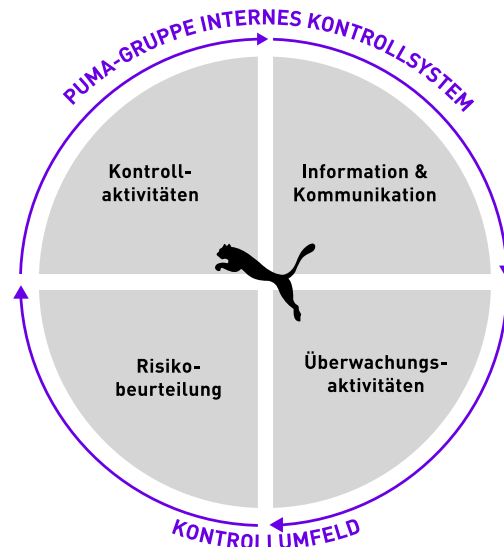 PUMA-GRUPPE INTERNES KONTROLLSYSTEM
Kontroll-
aktivitäten
Information &
Kommunikation
Risiko-
beurteilung
Überwachungs-
aktivitäten
KONTROLLUMFELD